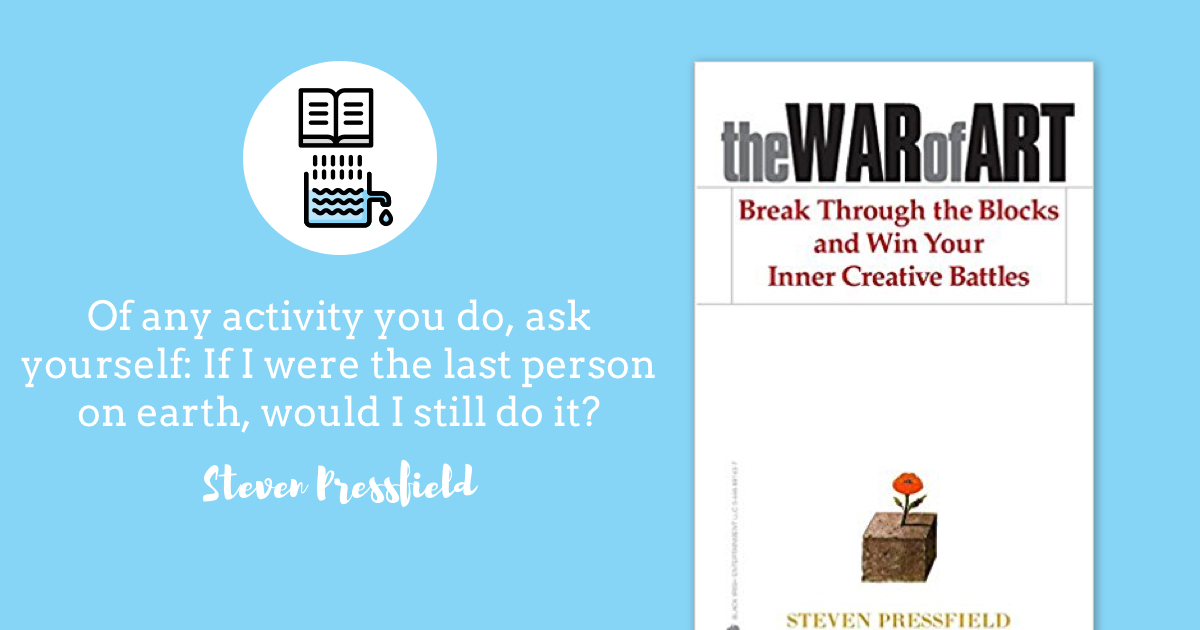 Of any activity you do, ask
yourself: If I were the last person
on earth, would I still do it?
Steven Pressfield
theWARofART
Break Through the Blocks
and Win Your
Inner Creative Battles
STEVEN PRESSFIELD